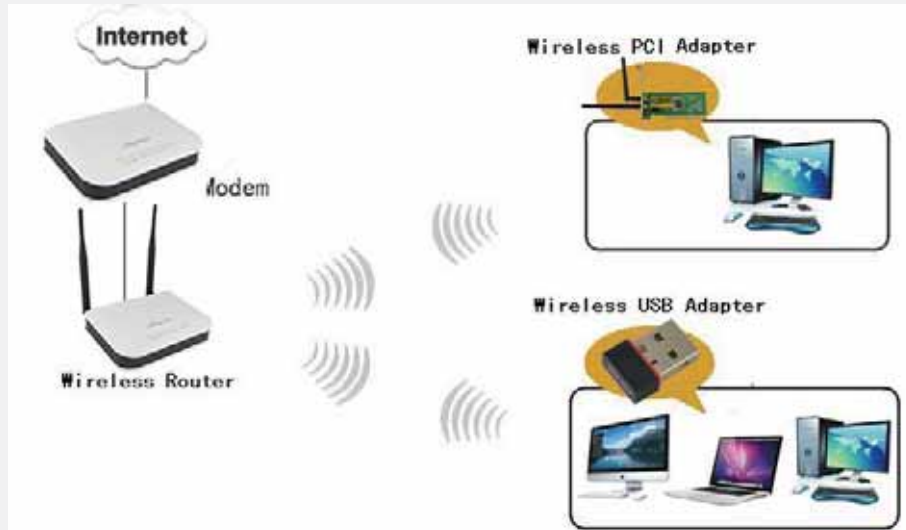 Internet
Wireless PCI Adapter
Modem
Wireless USB Adapter
Wireless Router